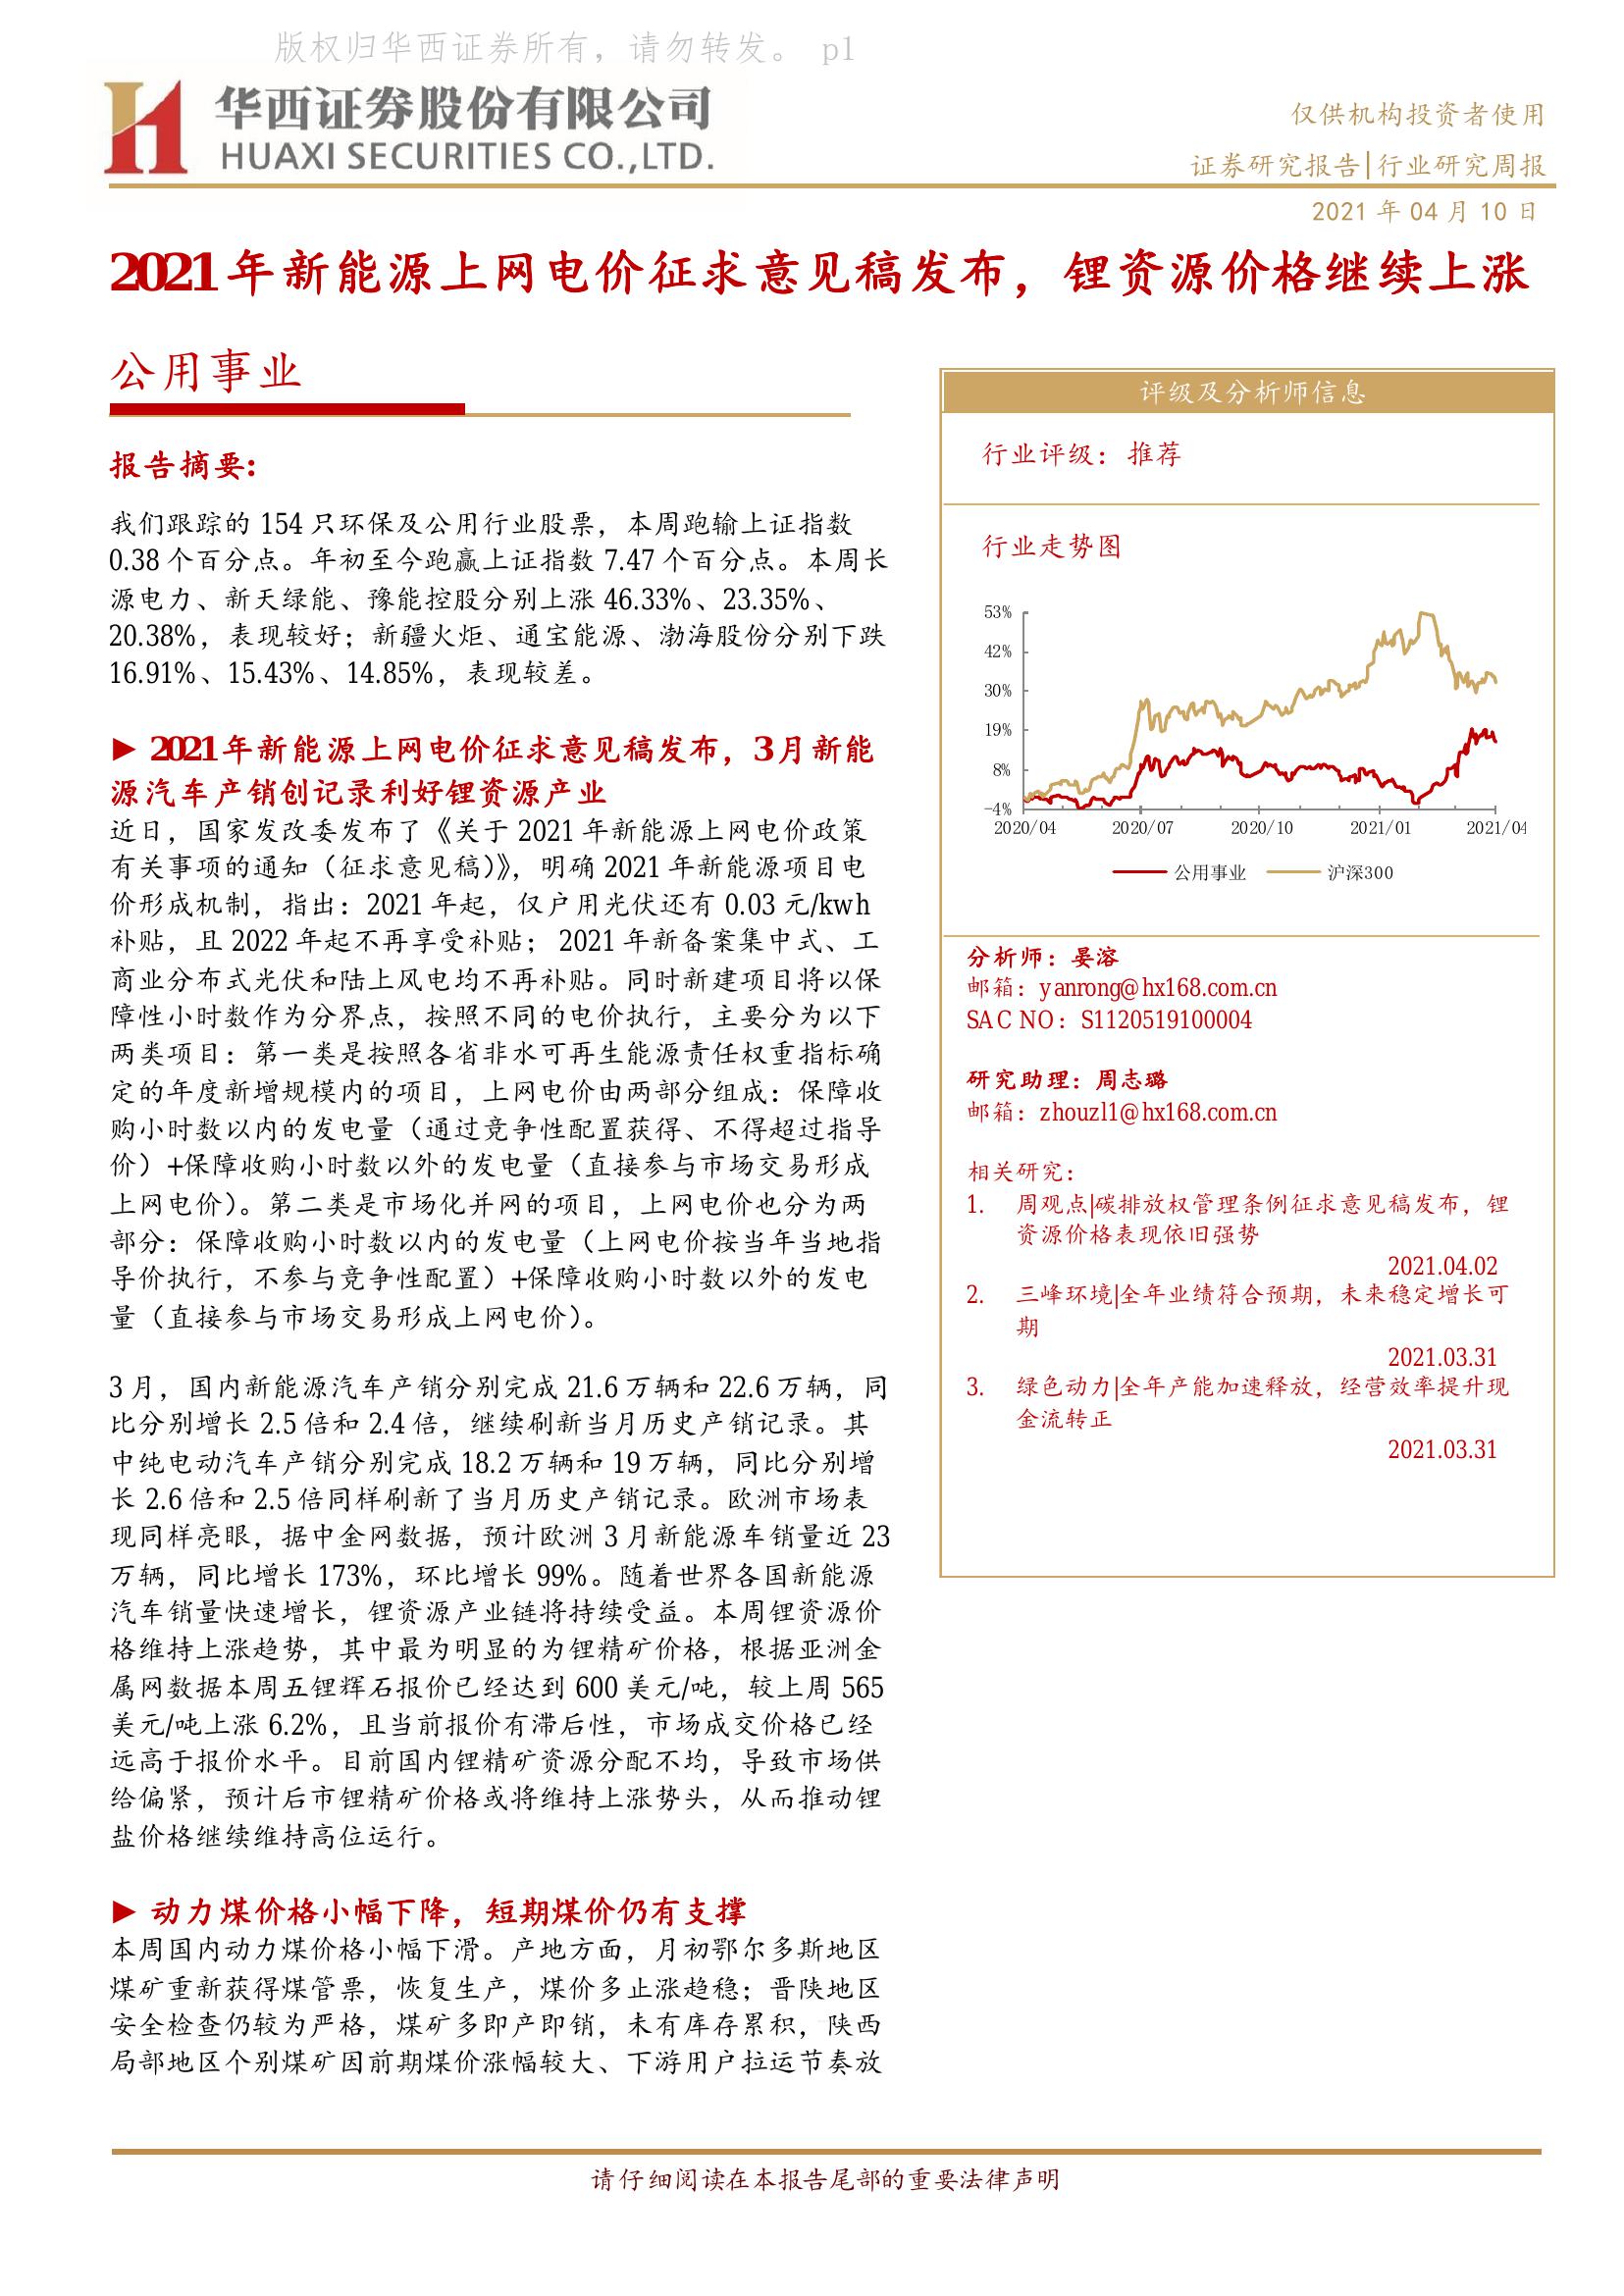 版权归华西证券所有，请勿转发。 p1
华西证券股份有限公司
HUAXI SECURITIES CO.,LTD.
仅供机构投资者使用
证券研究报告|行业研究周报
2021 年 04 月 10 日
2021 年新能源上网电价征求意见稿发布，锂资源价格继续上涨
公用事业
报告摘要:
我们跟踪的 154 只环保及公用行业股票，本周跑输上证指数
0.38 个百分点。年初至今跑赢上证指数 7.47 个百分点。本周长
源电力、新天绿能、豫能控股分别上涨 46.33%、23.35%、
20.38%，表现较好；新疆火炬、通宝能源、渤海股份分别下跌
16.91%、15.43%、14.85%，表现较差。
► 2021 年新能源上网电价征求意见稿发布，3 月新能
源汽车产销创记录利好锂资源产业
近日，国家发改委发布了《关于 2021 年新能源上网电价政策
有关事项的通知（征求意见稿）》，明确 2021 年新能源项目电
价形成机制，指出：2021 年起，仅户用光伏还有 0.03 元/kwh
补贴，且 2022 年起不再享受补贴； 2021 年新备案集中式、工
商业分布式光伏和陆上风电均不再补贴。同时新建项目将以保
障性小时数作为分界点，按照不同的电价执行，主要分为以下
两类项目：第一类是按照各省非水可再生能源责任权重指标确
定的年度新增规模内的项目，上网电价由两部分组成：保障收
购小时数以内的发电量（通过竞争性配置获得、不得超过指导
价）+保障收购小时数以外的发电量（直接参与市场交易形成
上网电价）。第二类是市场化并网的项目，上网电价也分为两
部分：保障收购小时数以内的发电量（上网电价按当年当地指
导价执行，不参与竞争性配置）+保障收购小时数以外的发电
量（直接参与市场交易形成上网电价）。
3 月，国内新能源汽车产销分别完成 21.6 万辆和 22.6 万辆，同
比分别增长 2.5 倍和 2.4 倍，继续刷新当月历史产销记录。其
中纯电动汽车产销分别完成 18.2 万辆和 19 万辆，同比分别增
长 2.6 倍和 2.5 倍同样刷新了当月历史产销记录。欧洲市场表
现同样亮眼，据中金网数据，预计欧洲 3 月新能源车销量近 23
万辆，同比增长 173%，环比增长 99%。随着世界各国新能源
汽车销量快速增长，锂资源产业链将持续受益。本周锂资源价
格维持上涨趋势，其中最为明显的为锂精矿价格，根据亚洲金
属网数据本周五锂辉石报价已经达到 600 美元/吨，较上周 565
美元/吨上涨 6.2%，且当前报价有滞后性，市场成交价格已经
远高于报价水平。目前国内锂精矿资源分配不均，导致市场供
给偏紧，预计后市锂精矿价格或将维持上涨势头，从而推动锂
盐价格继续维持高位运行。
► 动力煤价格小幅下降，短期煤价仍有支撑
本周国内动力煤价格小幅下滑。产地方面，月初鄂尔多斯地区
煤矿重新获得煤管票，恢复生产，煤价多止涨趋稳；晋陕地区
安全检查仍较为严格，煤矿多即产即销，未有库存累积，陕西
局部地区个别煤矿因前期煤价涨幅较大、下游用户拉运节奏放
评级及分析师信息
行业评级：推荐
行业走势图
53%
42%
30%
19%
8%
-4%
2020/04 2020/07 2020/10 2021/01 2021/04
公用事业 沪深300
分析师：晏溶
邮箱：yanrong@hx168.com.cn
SAC NO：S1120519100004
研究助理：周志璐
邮箱：zhouzl1@hx168.com.cn
相关研究：
1. 周观点|碳排放权管理条例征求意见稿发布，锂
资源价格表现依旧强势
2021.04.02
2. 三峰环境|全年业绩符合预期，未来稳定增长可
期
2021.03.31
3. 绿色动力|全年产能加速释放，经营效率提升现
金流转正
2021.03.31
请仔细阅读在本报告尾部的重要法律声明